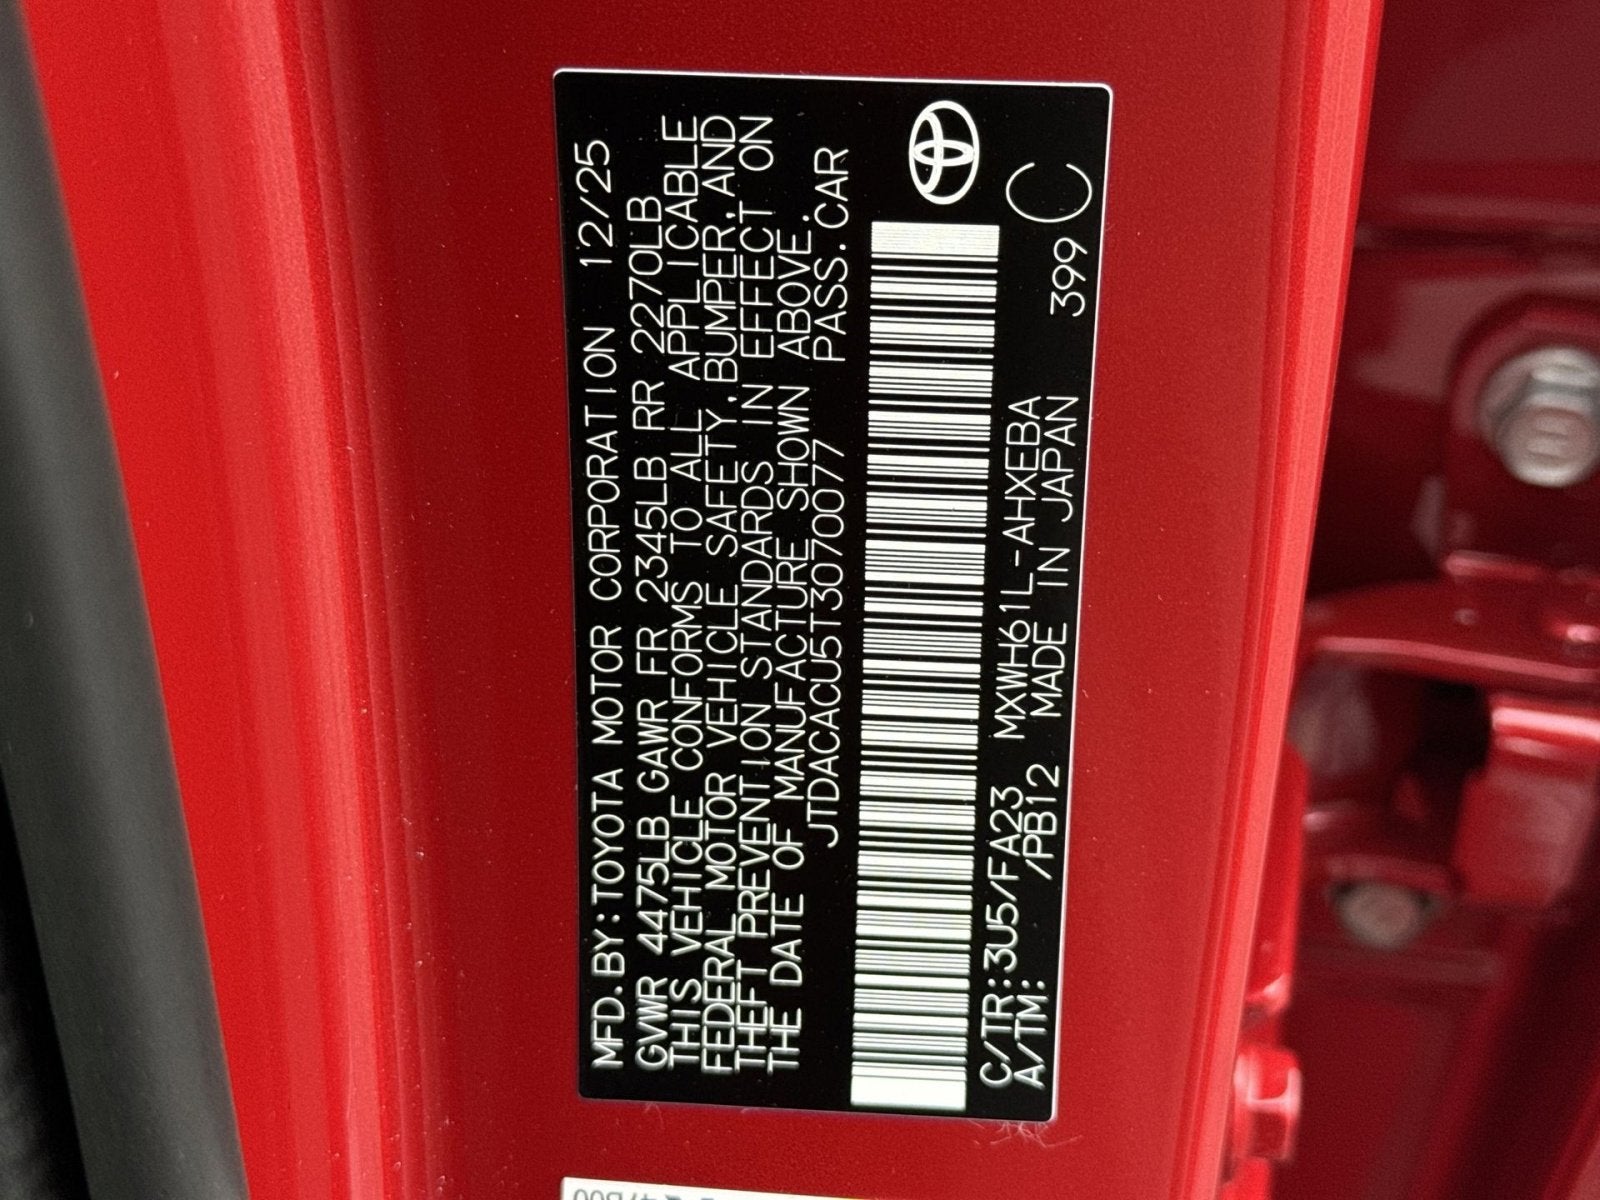 MFD.BY:TOYOTA MOTOR CORPORATION 12/25
GVWR 4475LB GAWR FR 2345LB RR 2270LB
THIS VEHICLE CONFORMS TO ALL APPLICABLE
FEDERAL MOTOR VEHICLE SAFETY,BUMPER,AND
THEFT PREVENTION STANDARDS IN EFFECT ON
THE DATE OF MANUFACTURE SHOWN ABOVE.
JTDACACU5T3070077 PASS.CAR
C/TR:3U5/FA23 MXWH61L-AHXEBA
A/TM: /PB12 MADE IN JAPAN 399 C